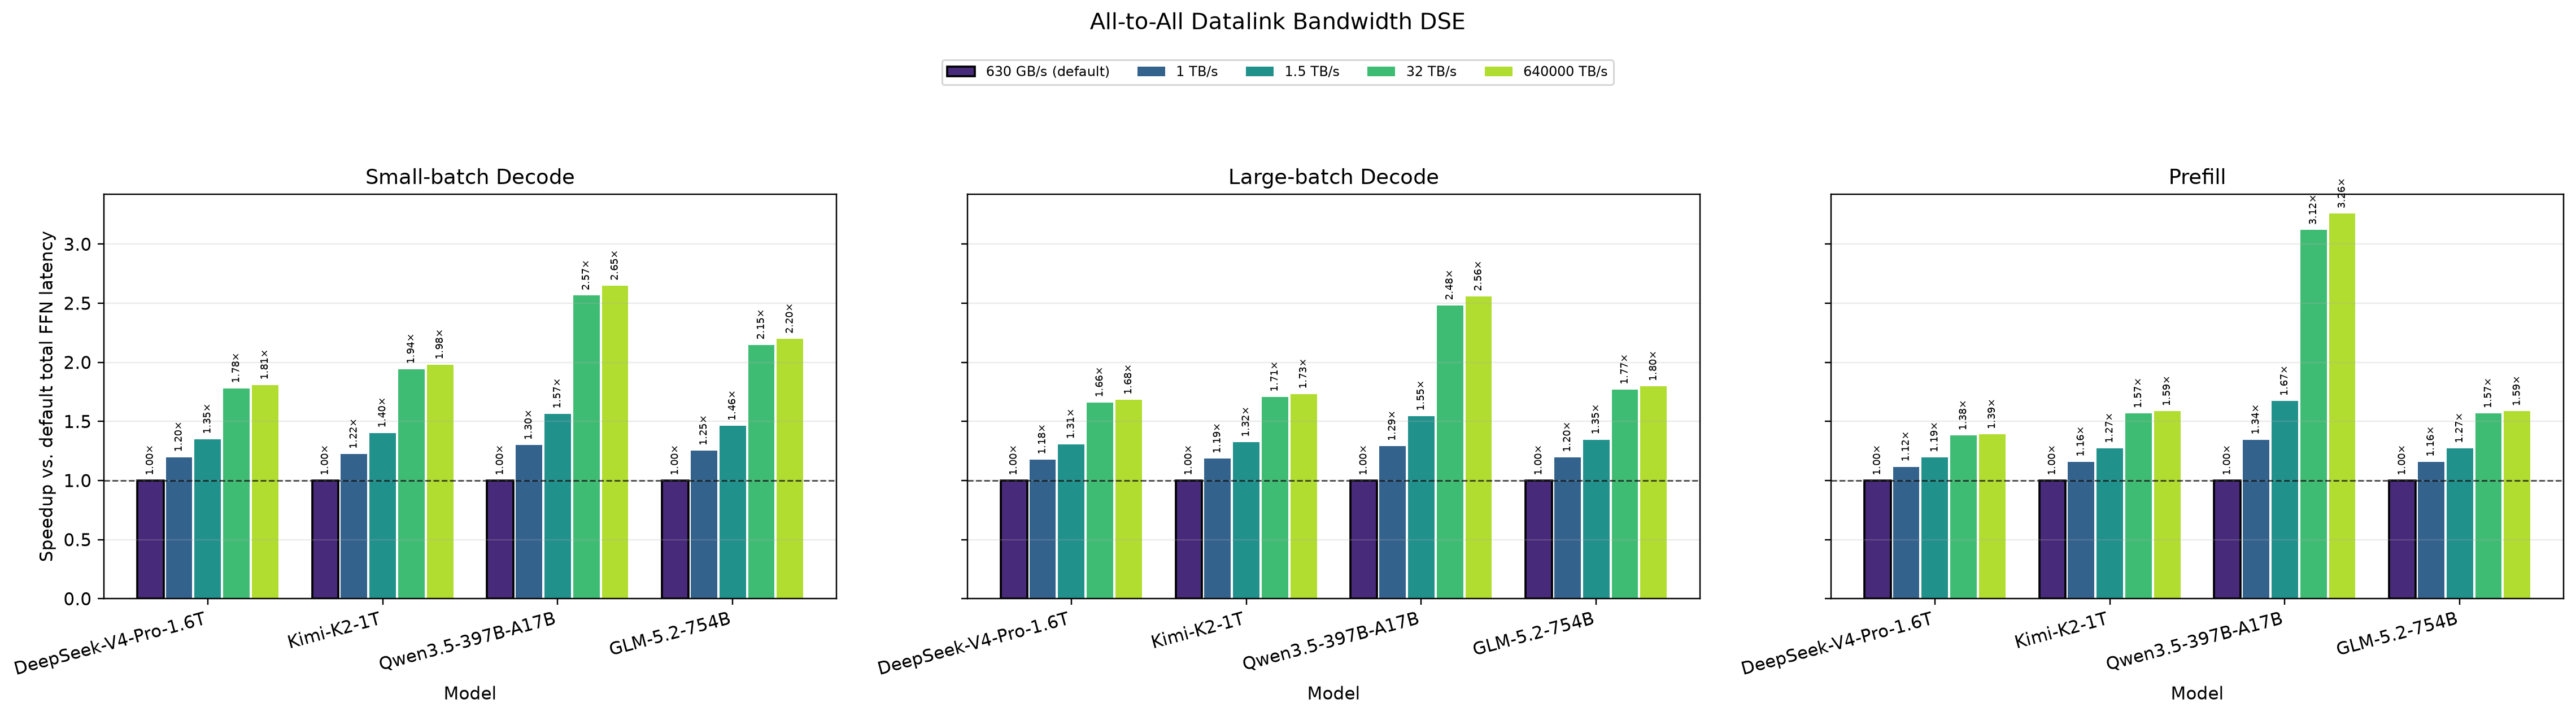 All-to-All Datalink Bandwidth DSE
630 GB/s (default)
1 TB/s
1.5 TB/s
32 TB/s
640000 TB/s
Small-batch Decode
Speedup vs. default total FFN latency
3.0
2.5
2.0
1.5
1.0
0.5
0.0
1.00×
1.20×
1.35×
1.78×
1.81×
1.00×
1.22×
1.40×
1.94×
1.98×
1.00×
1.30×
1.57×
2.57×
2.65×
1.00×
1.25×
1.46×
2.15×
2.20×
DeepSeek-V4-Pro-1.6T
Kimi-K2-1T
Qwen3.5-397B-A17B
GLM-5.2-754B
Model
Large-batch Decode
1.00×
1.18×
1.31×
1.66×
1.68×
1.00×
1.19×
1.32×
1.71×
1.73×
1.00×
1.29×
1.55×
2.48×
2.56×
1.00×
1.20×
1.35×
1.77×
1.80×
DeepSeek-V4-Pro-1.6T
Kimi-K2-1T
Qwen3.5-397B-A17B
GLM-5.2-754B
Model
Prefill
1.00×
1.12×
1.19×
1.38×
1.39×
1.00×
1.16×
1.27×
1.57×
1.59×
1.00×
1.34×
1.67×
3.12×
3.26×
1.00×
1.16×
1.27×
1.57×
1.59×
DeepSeek-V4-Pro-1.6T
Kimi-K2-1T
Qwen3.5-397B-A17B
GLM-5.2-754B
Model